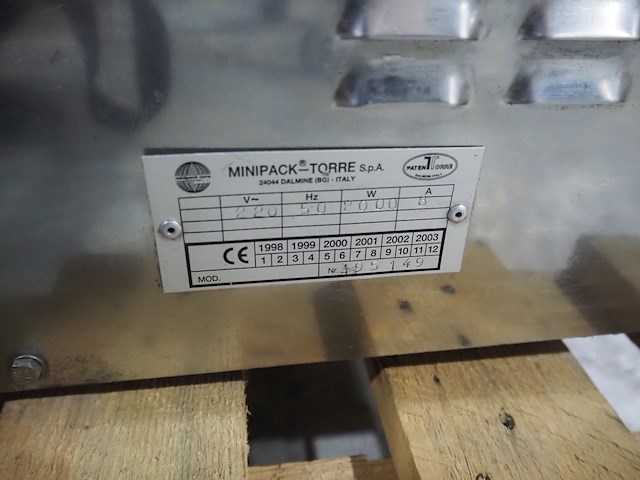 MINIPACK®-TORRE S.p.A.
24044 DALMINE (BG) - ITALY
PATENT TORRE
V~ Hz W A
220 50 2000 8
CE
1998 1999 2000 2001 2002 2003
1 2 3 4 5 6 7 8 9 10 11 12
MOD.
Nr. 195149